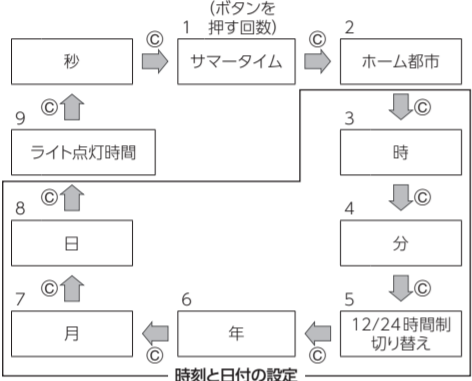 (ボタンを
押す回数)
秒
Ⓒ
1
サマータイム
Ⓒ
2
ホーム都市
Ⓒ
3
時
Ⓒ
4
分
Ⓒ
5
12/24時間制
切り替え
Ⓒ
6
年
Ⓒ
7
月
Ⓒ
8
日
Ⓒ
9
ライト点灯時間
Ⓒ
時刻と日付の設定